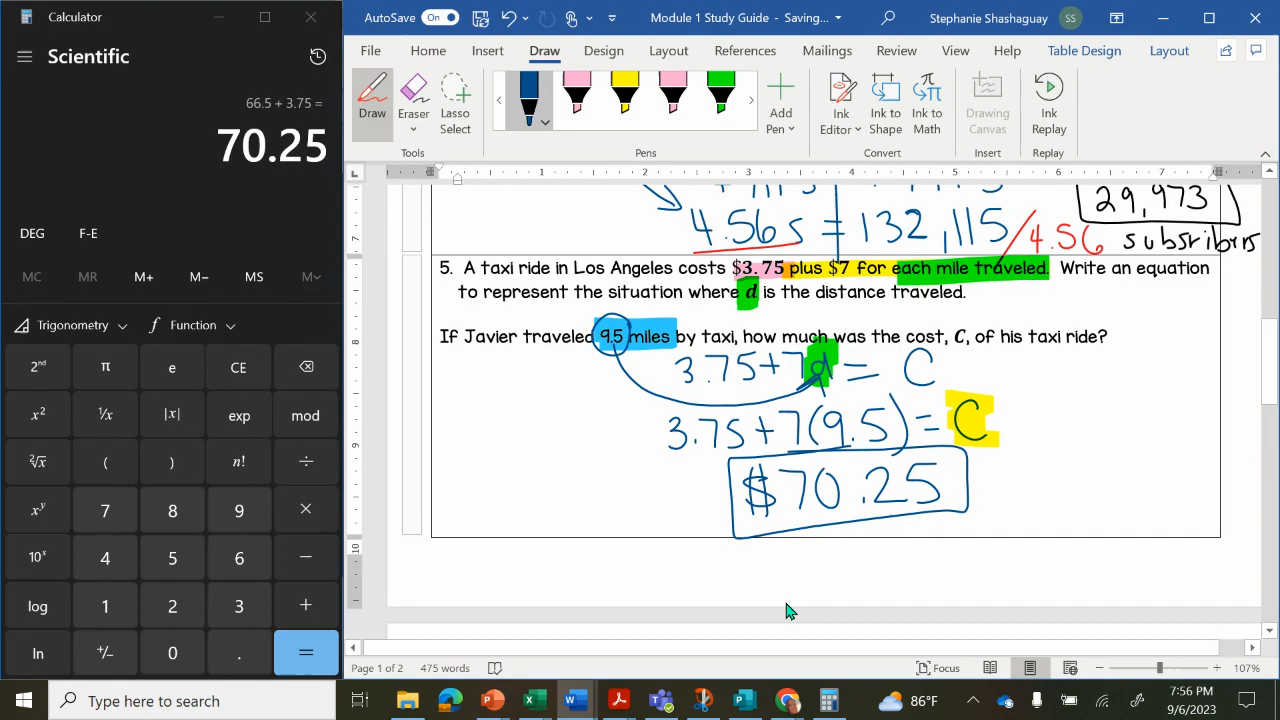 Calculator
AutoSave On
Module 1 Study Guide - Saving...
Stephanie Shashaguay SS
Scientific
File Home Insert Draw Design Layout References Mailings Review View Help Table Design Layout
66.5 + 3.75 =
70.25
Draw Eraser Lasso Select Add Pen Ink Editor Ink to Shape Ink to Math Drawing Canvas Ink Replay
Tools Pens Convert Insert Replay
DEG F-E
MC MR M+ M− MS M
Trigonometry Function
2nd π e CE
x² ¹/x |x| exp mod
²√x ( ) n! ÷
xʸ 7 8 9 ×
10ˣ 4 5 6 −
log 1 2 3 +
ln +/− 0 . =
29,973
4.56s = 132,115 /4.56 subscribers
5. A taxi ride in Los Angeles costs $3.75 plus $7 for each mile traveled. Write an equation
to represent the situation where d is the distance traveled.
If Javier traveled 9.5 miles by taxi, how much was the cost, C, of his taxi ride?
3.75+7d = C
3.75+7(9.5)=C
$70.25
Page 1 of 2 475 words Focus 107%
Type here to search
86°F
7:56 PM
9/6/2023